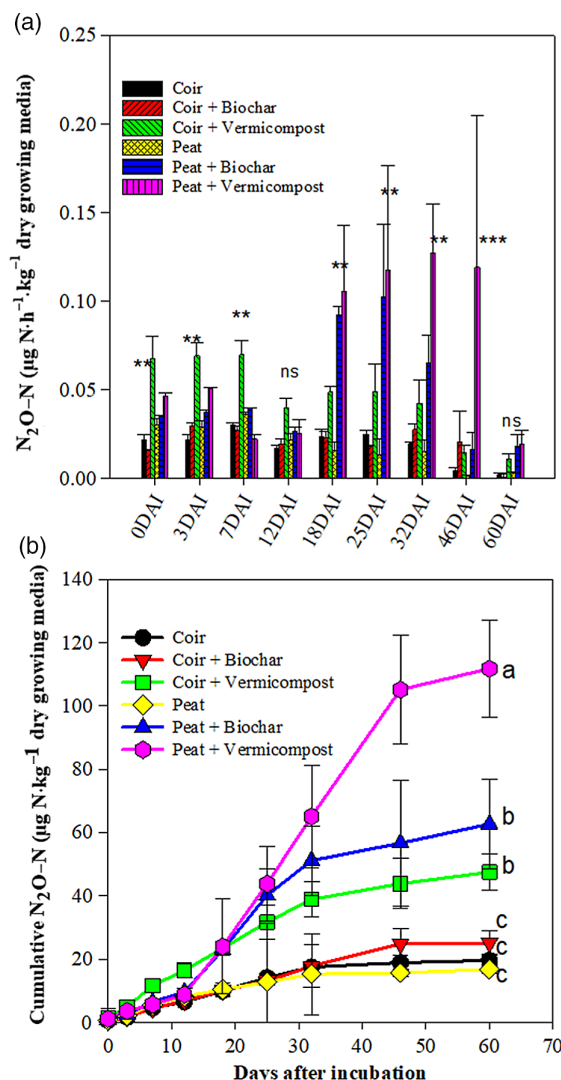 (a)
0.25
0.20
0.15
0.10
0.05
0.00
N₂O–N (µg N·h⁻¹·kg⁻¹ dry growing media)
Coir
Coir + Biochar
Coir + Vermicompost
Peat
Peat + Biochar
Peat + Vermicompost
**
**
**
ns
**
**
**
***
ns
0DAI
3DAI
7DAI
12DAI
18DAI
25DAI
32DAI
46DAI
60DAI
(b)
140
120
100
80
60
40
20
0
Cumulative N₂O–N (µg N·kg⁻¹ dry growing media)
Coir
Coir + Biochar
Coir + Vermicompost
Peat
Peat + Biochar
Peat + Vermicompost
a
b
b
c
c
c
0 10 20 30 40 50 60 70
Days after incubation